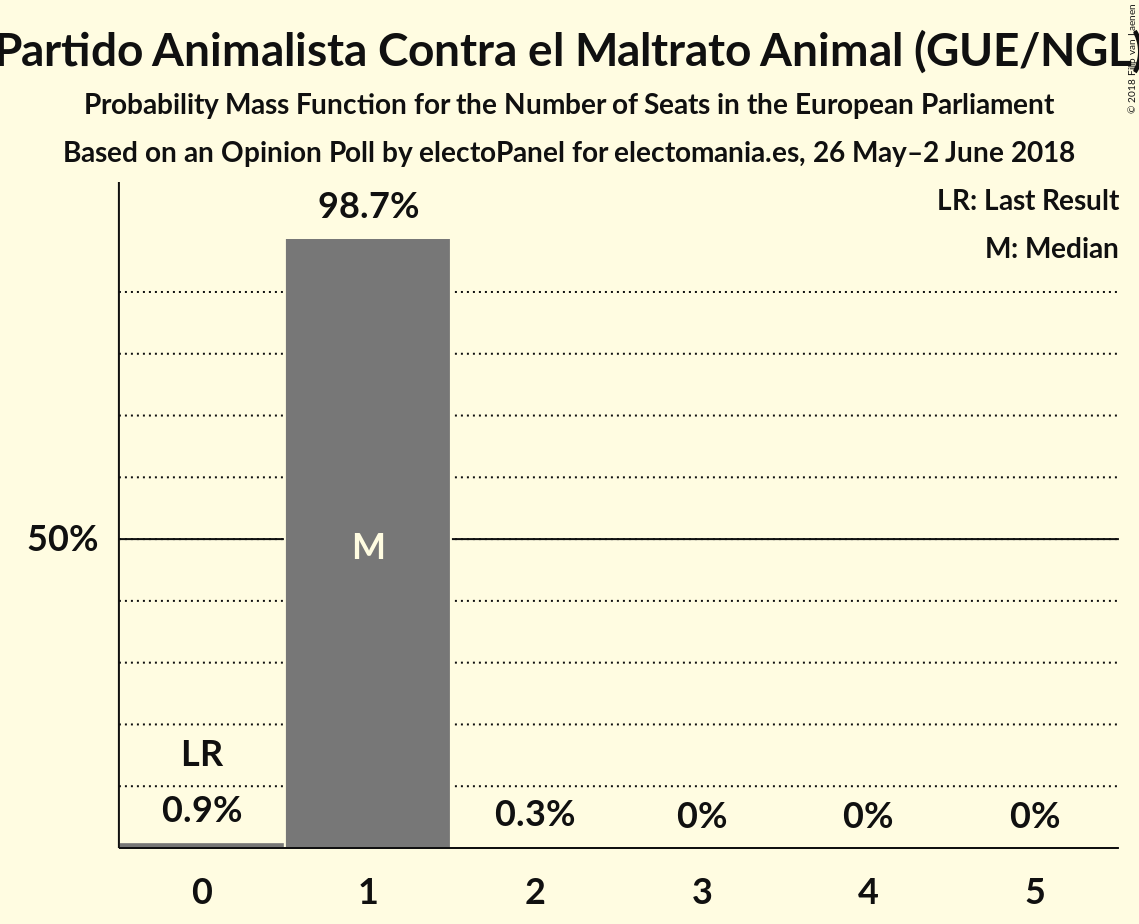 Partido Animalista Contra el Maltrato Animal (GUE/NGL)
© 2018 Filip van Laenen
Probability Mass Function for the Number of Seats in the European Parliament
Based on an Opinion Poll by electoPanel for electomania.es, 26 May–2 June 2018
LR: Last Result
M: Median
98.7%
50%
M
LR
0.9%
0.3%
0%
0%
0%
0
1
2
3
4
5